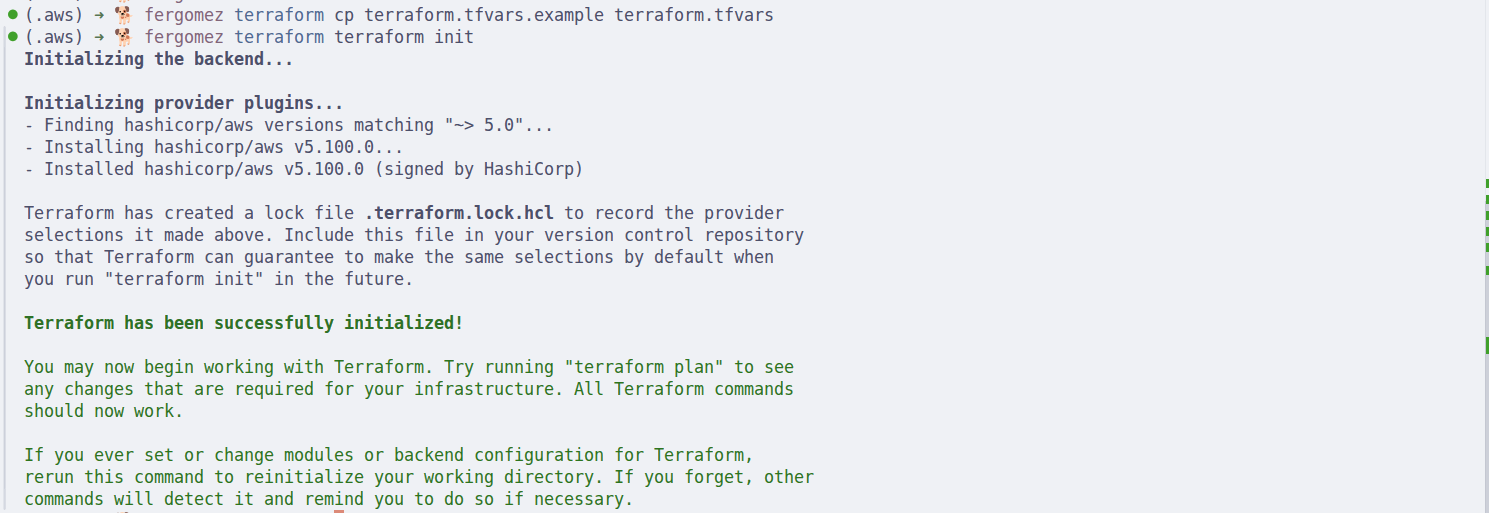 (.aws) → 🐕 fergomez terraform cp terraform.tfvars.example terraform.tfvars
(.aws) → 🐕 fergomez terraform terraform init
Initializing the backend...
Initializing provider plugins...
- Finding hashicorp/aws versions matching "~> 5.0"...
- Installing hashicorp/aws v5.100.0...
- Installed hashicorp/aws v5.100.0 (signed by HashiCorp)
Terraform has created a lock file .terraform.lock.hcl to record the provider
selections it made above. Include this file in your version control repository
so that Terraform can guarantee to make the same selections by default when
you run "terraform init" in the future.
Terraform has been successfully initialized!
You may now begin working with Terraform. Try running "terraform plan" to see
any changes that are required for your infrastructure. All Terraform commands
should now work.
If you ever set or change modules or backend configuration for Terraform,
rerun this command to reinitialize your working directory. If you forget, other
commands will detect it and remind you to do so if necessary.